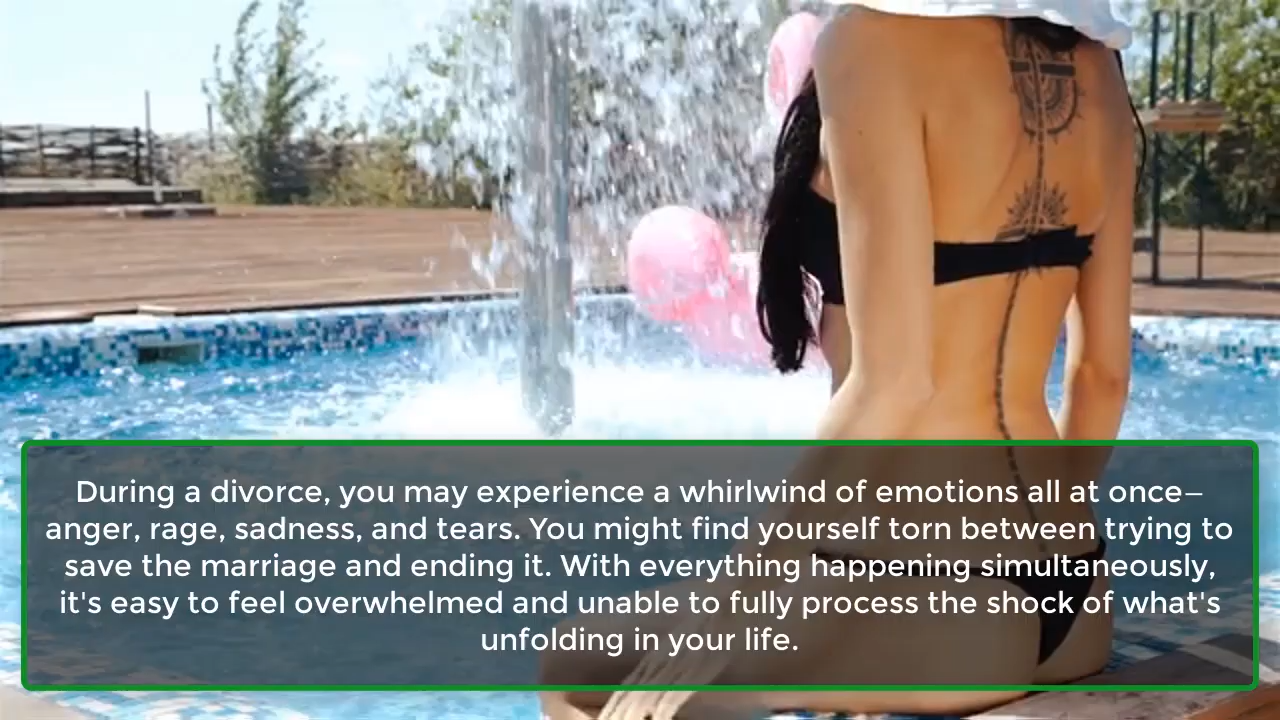 During a divorce, you may experience a whirlwind of emotions all at once—
anger, rage, sadness, and tears. You might find yourself torn between trying to
save the marriage and ending it. With everything happening simultaneously,
it's easy to feel overwhelmed and unable to fully process the shock of what's
unfolding in your life.